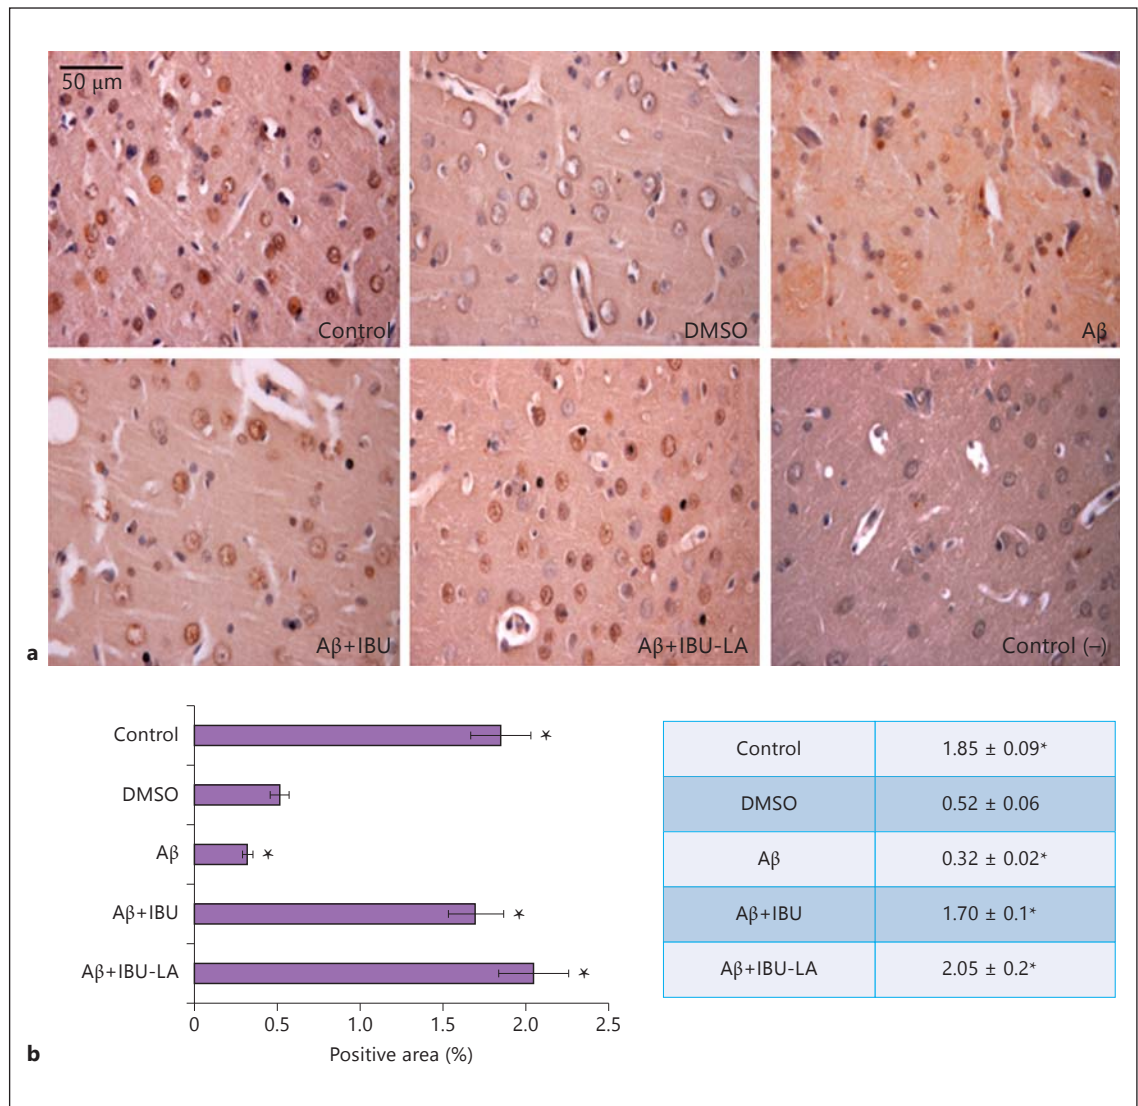 50 μm
Control
DMSO
Aβ
Aβ+IBU
Aβ+IBU-LA
Control (–)
a
Control
DMSO
Aβ
Aβ+IBU
Aβ+IBU-LA
0 0.5 1.0 1.5 2.0 2.5
Positive area (%)
b
Control 1.85 ± 0.09*
DMSO 0.52 ± 0.06
Aβ 0.32 ± 0.02*
Aβ+IBU 1.70 ± 0.1*
Aβ+IBU-LA 2.05 ± 0.2*